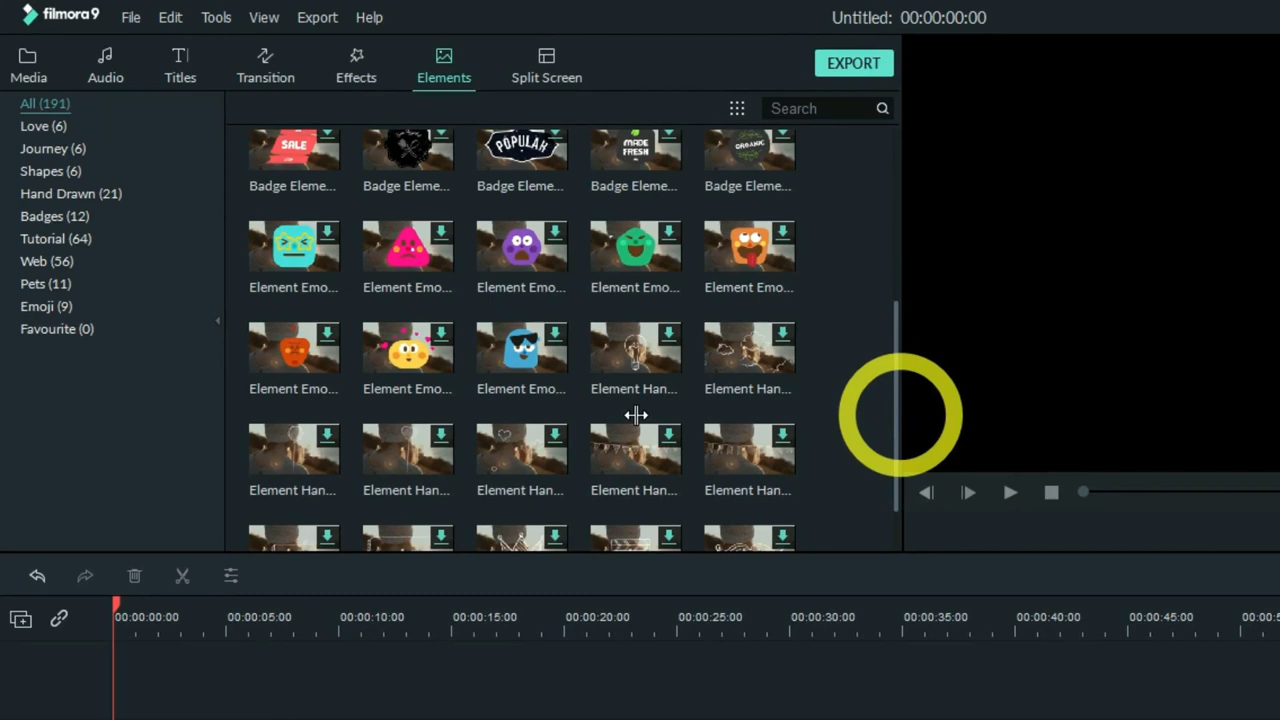 filmora9 File Edit Tools View Export Help Untitled: 00:00:00:00
Media Audio Titles Transition Effects Elements Split Screen EXPORT
All (191)
Love (6)
Journey (6)
Shapes (6)
Hand Drawn (21)
Badges (12)
Tutorial (64)
Web (56)
Pets (11)
Emoji (9)
Favourite (0)
Search
SALE POPULAR MADE FRESH ORGANIC
Badge Eleme... Badge Eleme... Badge Eleme... Badge Eleme... Badge Eleme...
Element Emo... Element Emo... Element Emo... Element Emo... Element Emo...
Element Emo... Element Emo... Element Emo... Element Han... Element Han...
Element Han... Element Han... Element Han... Element Han... Element Han...
00:00:00:00 00:00:05:00 00:00:10:00 00:00:15:00 00:00:20:00 00:00:25:00 00:00:30:00 00:00:35:00 00:00:40:00 00:00:45:00 00:00:5